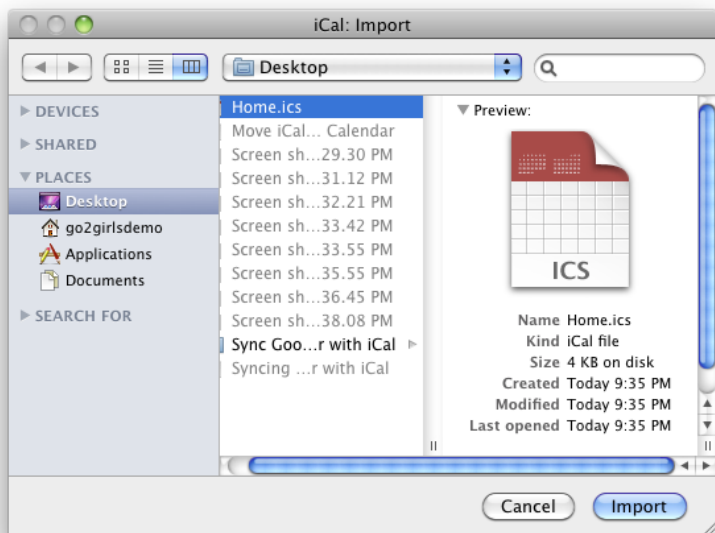 iCal: Import
Desktop
DEVICES
SHARED
PLACES
Desktop
go2girlsdemo
Applications
Documents
SEARCH FOR
Home.ics
Move iCal... Calendar
Screen sh...29.30 PM
Screen sh...31.12 PM
Screen sh...32.21 PM
Screen sh...33.42 PM
Screen sh...33.55 PM
Screen sh...35.55 PM
Screen sh...36.45 PM
Screen sh...38.08 PM
Sync Goo...r with iCal
Syncing ...r with iCal
Preview:
ICS
Name Home.ics
Kind iCal file
Size 4 KB on disk
Created Today 9:35 PM
Modified Today 9:35 PM
Last opened Today 9:35 PM
Cancel
Import